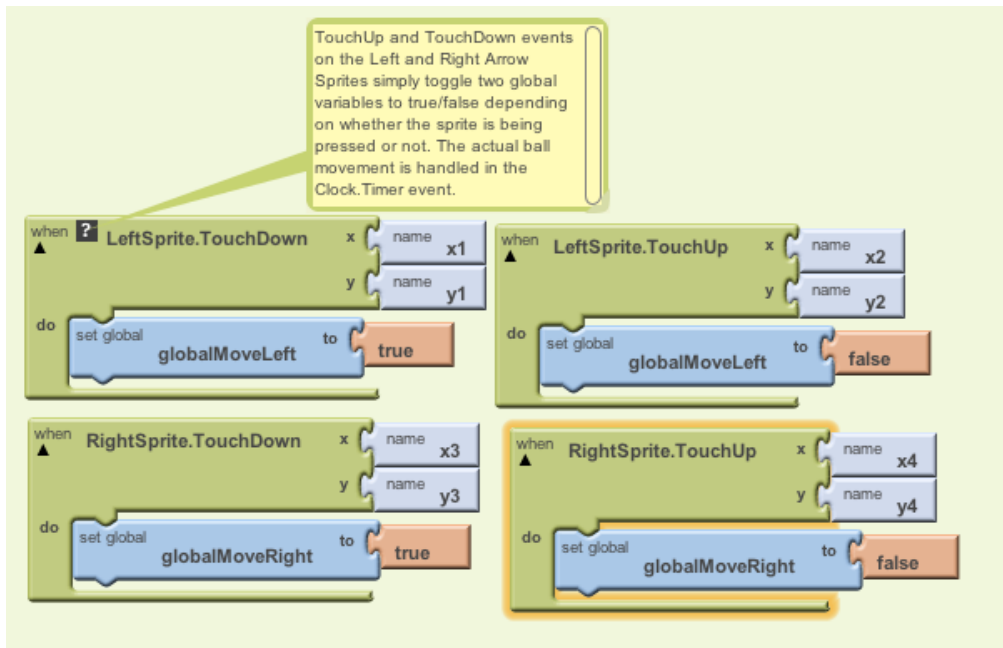 TouchUp and TouchDown events
on the Left and Right Arrow
Sprites simply toggle two global
variables to true/false depending
on whether the sprite is being
pressed or not. The actual ball
movement is handled in the
Clock.Timer event.
when ? LeftSprite.TouchDown x name x1
y name y1
do set global globalMoveLeft to true
when LeftSprite.TouchUp x name x2
y name y2
do set global globalMoveLeft to false
when RightSprite.TouchDown x name x3
y name y3
do set global globalMoveRight to true
when RightSprite.TouchUp x name x4
y name y4
do set global globalMoveRight to false